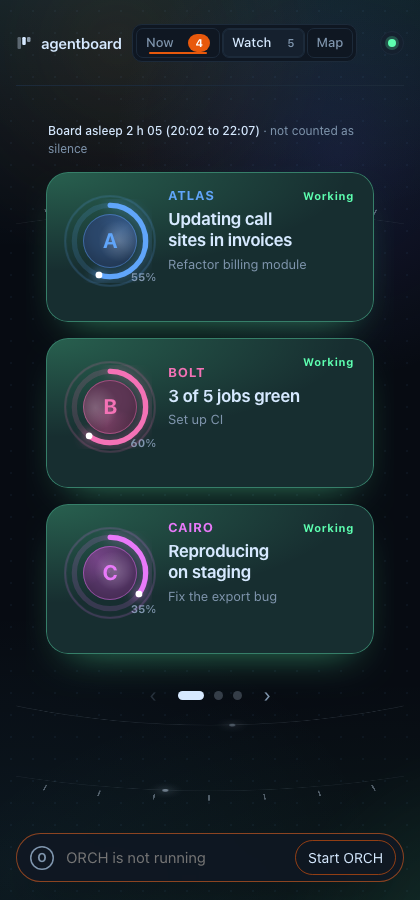 agentboard
Now 4
Watch 5
Map
Board asleep 2 h 05 (20:02 to 22:07) · not counted as
silence
ATLAS
Working
Updating call
sites in invoices
Refactor billing module
A
55%
Working
BOLT
3 of 5 jobs green
Set up CI
B
60%
CAIRO
Working
Reproducing
on staging
Fix the export bug
C
35%
‹ ›
O ORCH is not running
Start ORCH